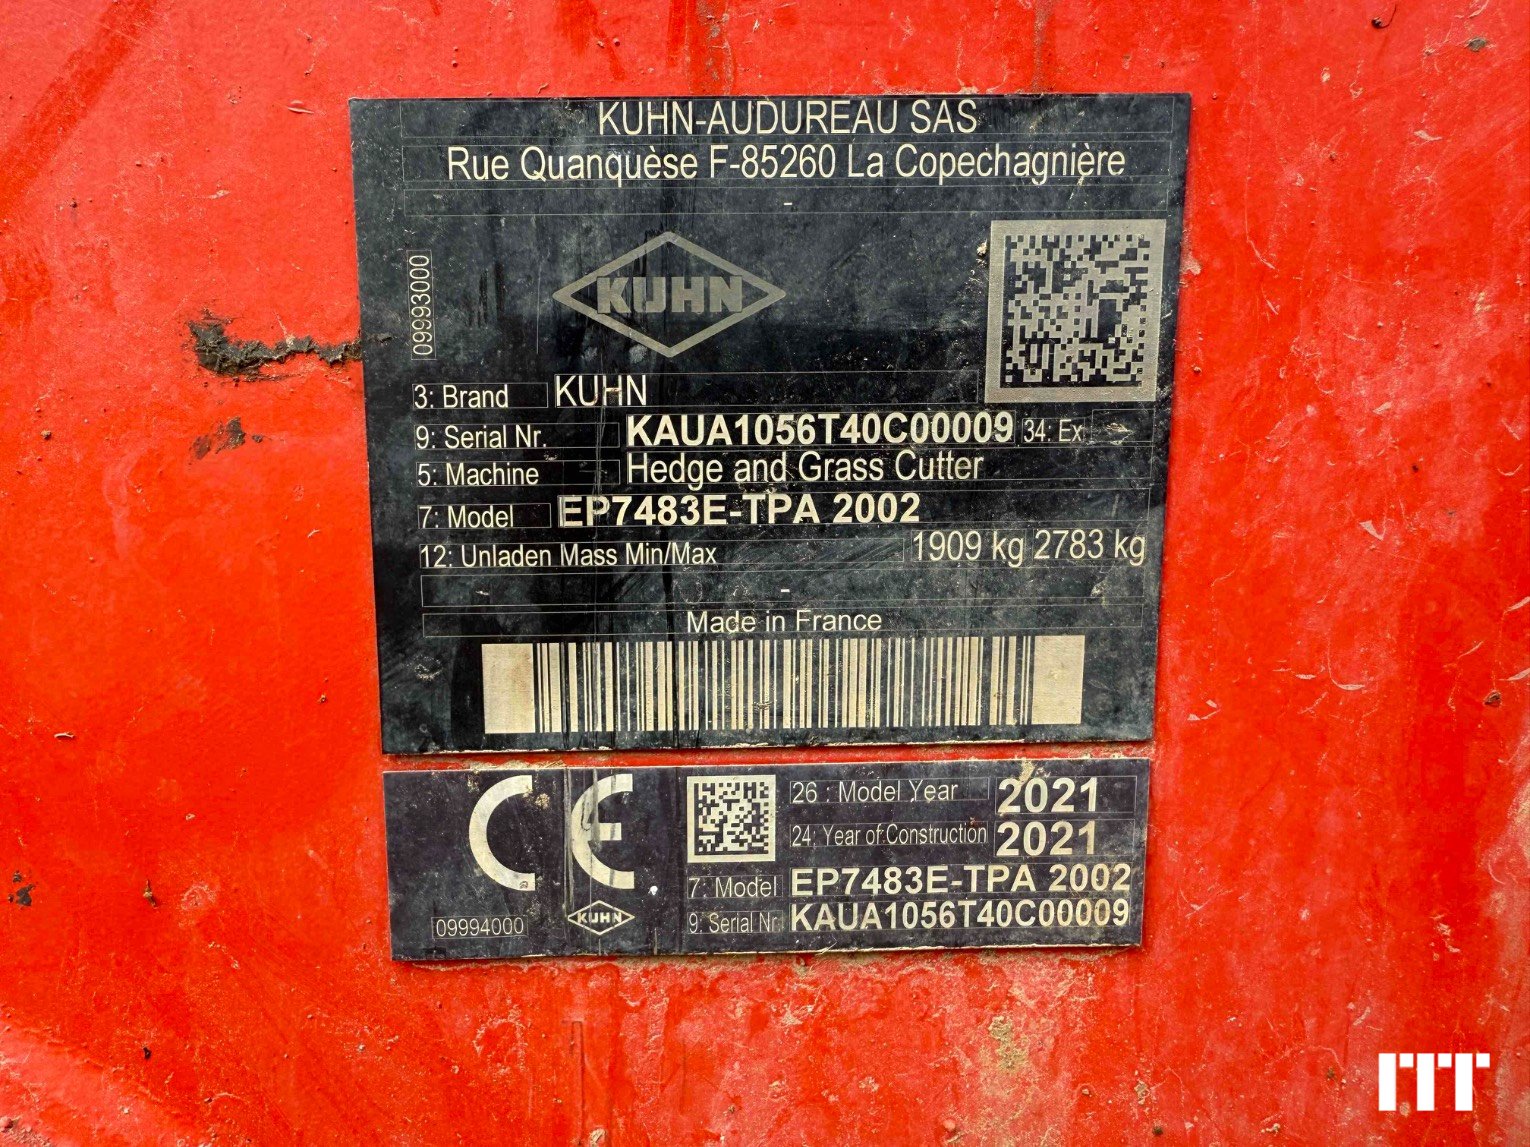 KUHN-AUDUREAU SAS
Rue Quanquèse F-85260 La Copechagnière
-
09993000
KUHN
3: Brand KUHN
9: Serial Nr. KAUA1056T40C00009 34: Ex
5: Machine Hedge and Grass Cutter
7: Model EP7483E-TPA 2002
12: Unladen Mass Min/Max 1909 kg 2783 kg
-
Made in France
CE
26 : Model Year 2021
24: Year of Construction 2021
7: Model EP7483E-TPA 2002
9: Serial Nr. KAUA1056T40C00009
09994000
KUHN